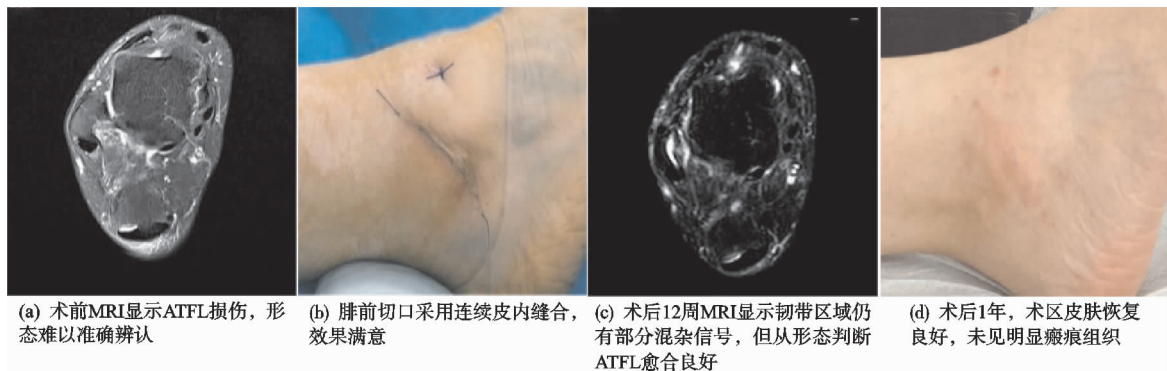 (a) 术前MRI显示ATFL损伤，形
态难以准确辨认
(b) 腓前切口采用连续皮内缝合，
效果满意
(c) 术后12周MRI显示韧带区域仍
有部分混杂信号，但从形态判断
ATFL愈合良好
(d) 术后1年，术区皮肤恢复
良好，未见明显瘢痕组织